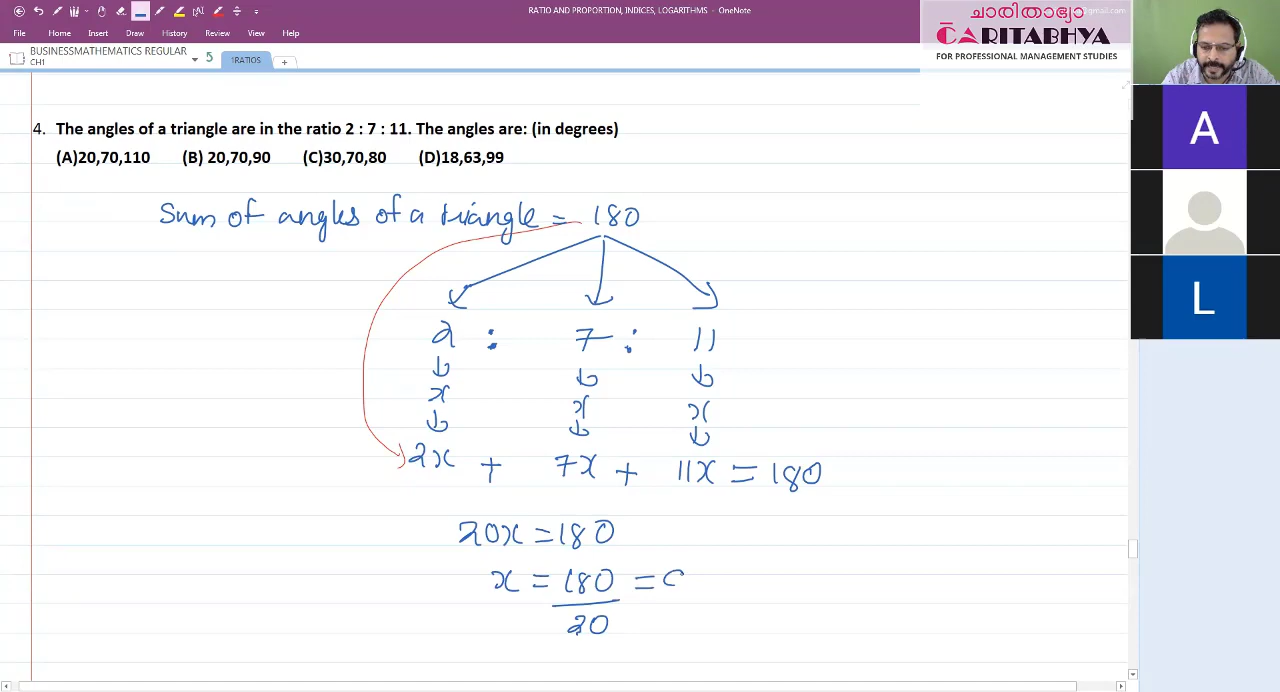 RATIO AND PROPORTION, INDICES, LOGARITHMS - OneNote
File Home Insert Draw History Review View Help
BUSINESSMATHEMATICS REGULAR
CH1
5
1RATIOS
+
ചാരിതാഭ്യാ
@gmail.com
CARITABHYA
FOR PROFESSIONAL MANAGEMENT STUDIES
A
L
4. The angles of a triangle are in the ratio 2 : 7 : 11. The angles are: (in degrees)
(A)20,70,110 (B) 20,70,90 (C)30,70,80 (D)18,63,99
Sum of angles of a triangle = 180
2 : 7 : 11
x x x
2x + 7x + 11x = 180
20x = 180
x = 180 =
20